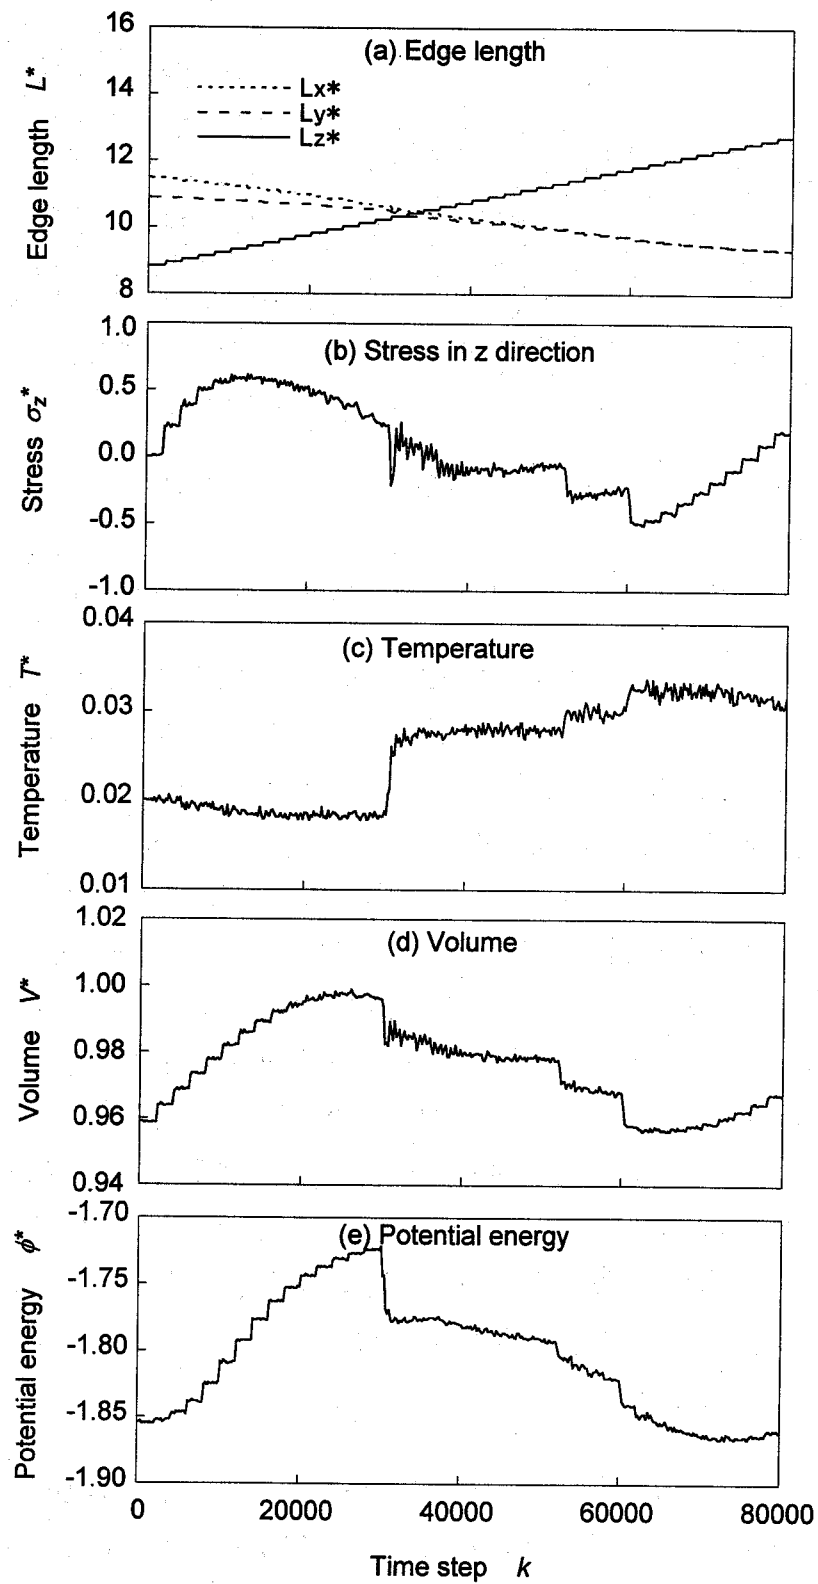 (a) Edge length
Edge length L*
16
14
12
10
8
Lx*
Ly*
Lz*
(b) Stress in z direction
Stress σz*
1.0
0.5
0.0
-0.5
-1.0
(c) Temperature
Temperature T*
0.04
0.03
0.02
0.01
(d) Volume
Volume V*
1.02
1.00
0.98
0.96
0.94
(e) Potential energy
Potential energy ϕ*
-1.70
-1.75
-1.80
-1.85
-1.90
0 20000 40000 60000 80000
Time step k